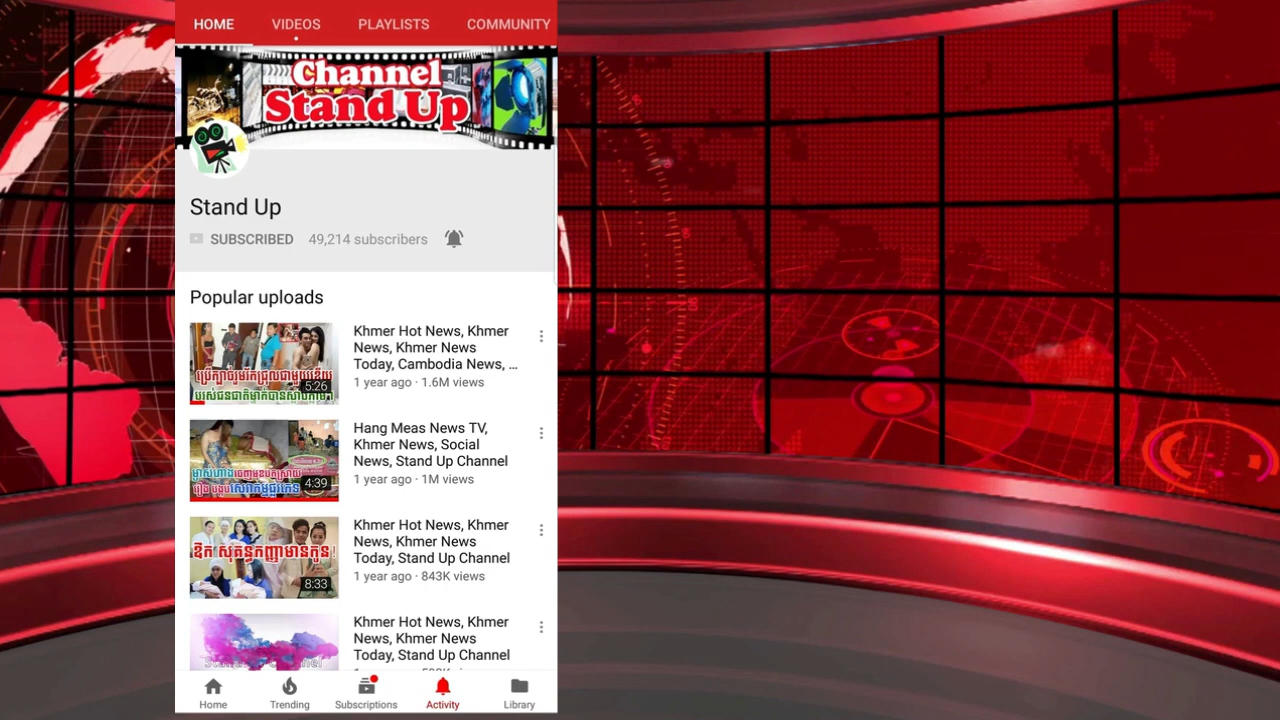 HOME VIDEOS PLAYLISTS COMMUNITY
Channel
Stand Up
Stand Up
SUBSCRIBED 49,214 subscribers
Popular uploads
Khmer Hot News, Khmer
News, Khmer News
Today, Cambodia News, ...
1 year ago · 1.6M views
5:26
Hang Meas News TV,
Khmer News, Social
News, Stand Up Channel
1 year ago · 1M views
4:39
Khmer Hot News, Khmer
News, Khmer News
Today, Stand Up Channel
1 year ago · 843K views
8:33
Khmer Hot News, Khmer
News, Khmer News
Today, Stand Up Channel
Home Trending Subscriptions Activity Library